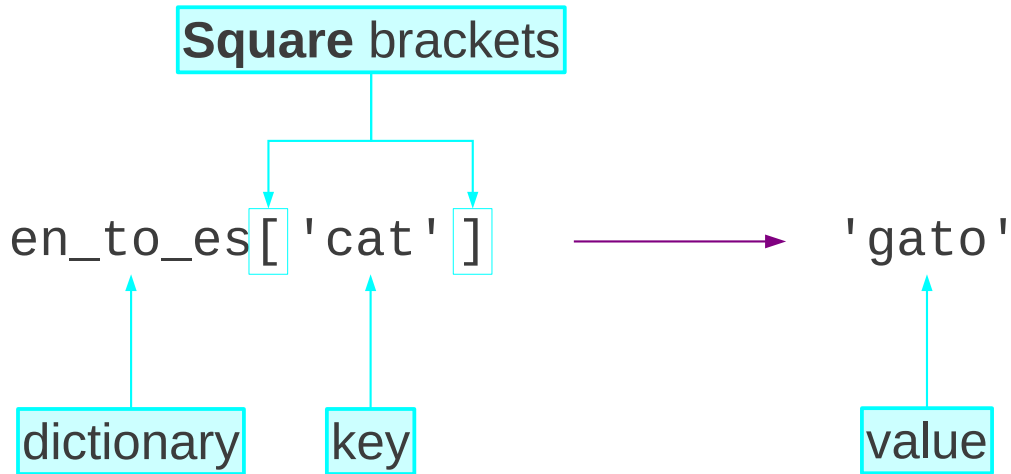 Square brackets
en_to_es['cat'] 'gato'
dictionary key value